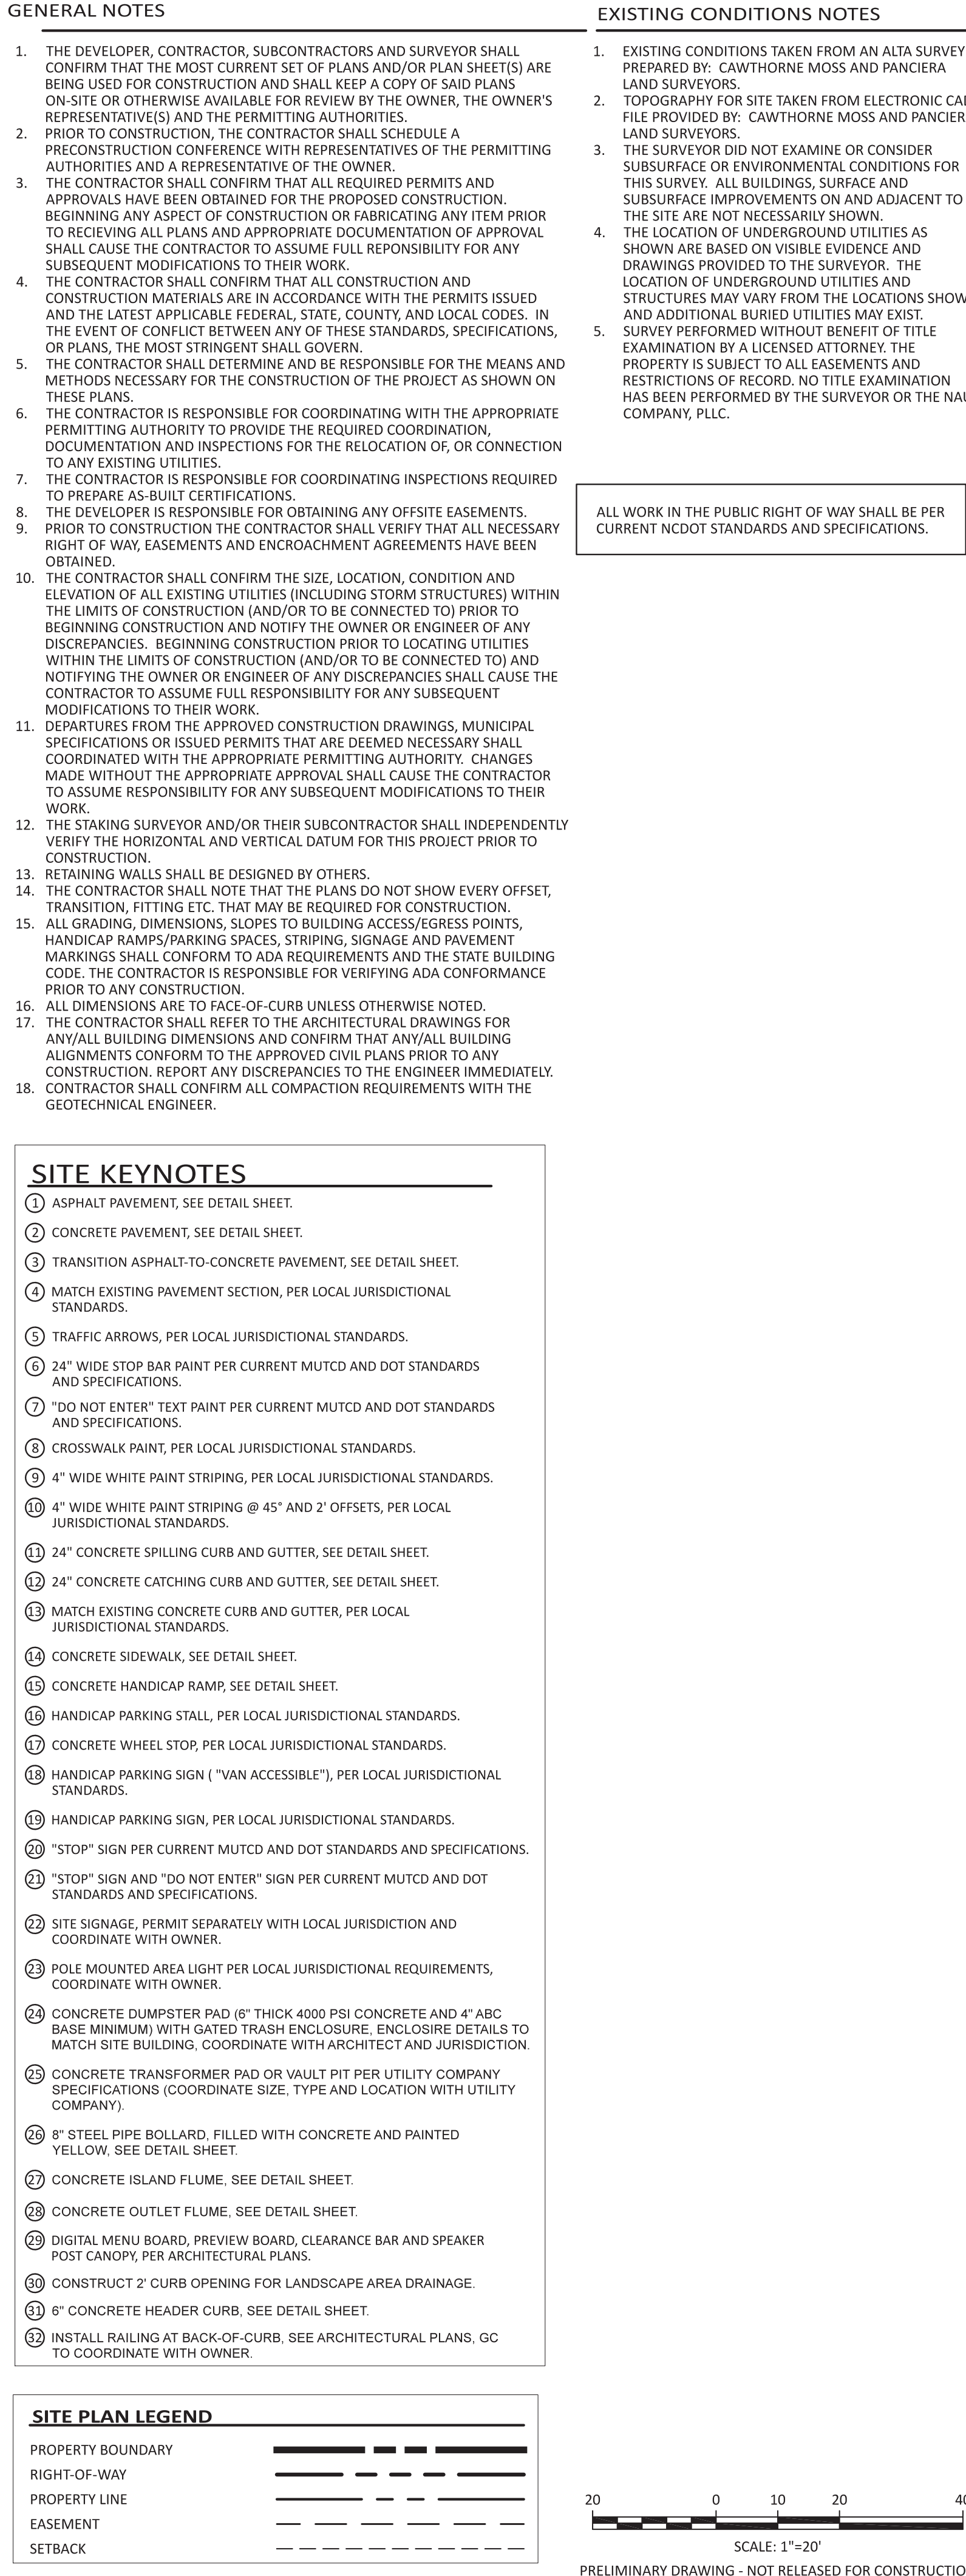 GENERAL NOTES
1. THE DEVELOPER, CONTRACTOR, SUBCONTRACTORS AND SURVEYOR SHALL
CONFIRM THAT THE MOST CURRENT SET OF PLANS AND/OR PLAN SHEET(S) ARE
BEING USED FOR CONSTRUCTION AND SHALL KEEP A COPY OF SAID PLANS
ON-SITE OR OTHERWISE AVAILABLE FOR REVIEW BY THE OWNER, THE OWNER'S
REPRESENTATIVE(S) AND THE PERMITTING AUTHORITIES.
2. PRIOR TO CONSTRUCTION, THE CONTRACTOR SHALL SCHEDULE A
PRECONSTRUCTION CONFERENCE WITH REPRESENTATIVES OF THE PERMITTING
AUTHORITIES AND A REPRESENTATIVE OF THE OWNER.
3. THE CONTRACTOR SHALL CONFIRM THAT ALL REQUIRED PERMITS AND
APPROVALS HAVE BEEN OBTAINED FOR THE PROPOSED CONSTRUCTION.
BEGINNING ANY ASPECT OF CONSTRUCTION OR FABRICATING ANY ITEM PRIOR
TO RECIEVING ALL PLANS AND APPROPRIATE DOCUMENTATION OF APPROVAL
SHALL CAUSE THE CONTRACTOR TO ASSUME FULL REPONSIBILITY FOR ANY
SUBSEQUENT MODIFICATIONS TO THEIR WORK.
4. THE CONTRACTOR SHALL CONFIRM THAT ALL CONSTRUCTION AND
CONSTRUCTION MATERIALS ARE IN ACCORDANCE WITH THE PERMITS ISSUED
AND THE LATEST APPLICABLE FEDERAL, STATE, COUNTY, AND LOCAL CODES. IN
THE EVENT OF CONFLICT BETWEEN ANY OF THESE STANDARDS, SPECIFICATIONS,
OR PLANS, THE MOST STRINGENT SHALL GOVERN.
5. THE CONTRACTOR SHALL DETERMINE AND BE RESPONSIBLE FOR THE MEANS AND
METHODS NECESSARY FOR THE CONSTRUCTION OF THE PROJECT AS SHOWN ON
THESE PLANS.
6. THE CONTRACTOR IS RESPONSIBLE FOR COORDINATING WITH THE APPROPRIATE
PERMITTING AUTHORITY TO PROVIDE THE REQUIRED COORDINATION,
DOCUMENTATION AND INSPECTIONS FOR THE RELOCATION OF, OR CONNECTION
TO ANY EXISTING UTILITIES.
7. THE CONTRACTOR IS RESPONSIBLE FOR COORDINATING INSPECTIONS REQUIRED
TO PREPARE AS-BUILT CERTIFICATIONS.
8. THE DEVELOPER IS RESPONSIBLE FOR OBTAINING ANY OFFSITE EASEMENTS.
9. PRIOR TO CONSTRUCTION THE CONTRACTOR SHALL VERIFY THAT ALL NECESSARY
RIGHT OF WAY, EASEMENTS AND ENCROACHMENT AGREEMENTS HAVE BEEN
OBTAINED.
10. THE CONTRACTOR SHALL CONFIRM THE SIZE, LOCATION, CONDITION AND
ELEVATION OF ALL EXISTING UTILITIES (INCLUDING STORM STRUCTURES) WITHIN
THE LIMITS OF CONSTRUCTION (AND/OR TO BE CONNECTED TO) PRIOR TO
BEGINNING CONSTRUCTION AND NOTIFY THE OWNER OR ENGINEER OF ANY
DISCREPANCIES. BEGINNING CONSTRUCTION PRIOR TO LOCATING UTILITIES
WITHIN THE LIMITS OF CONSTRUCTION (AND/OR TO BE CONNECTED TO) AND
NOTIFYING THE OWNER OR ENGINEER OF ANY DISCREPANCIES SHALL CAUSE THE
CONTRACTOR TO ASSUME FULL RESPONSIBILITY FOR ANY SUBSEQUENT
MODIFICATIONS TO THEIR WORK.
11. DEPARTURES FROM THE APPROVED CONSTRUCTION DRAWINGS, MUNICIPAL
SPECIFICATIONS OR ISSUED PERMITS THAT ARE DEEMED NECESSARY SHALL
COORDINATED WITH THE APPROPRIATE PERMITTING AUTHORITY. CHANGES
MADE WITHOUT THE APPROPRIATE APPROVAL SHALL CAUSE THE CONTRACTOR
TO ASSUME RESPONSIBILITY FOR ANY SUBSEQUENT MODIFICATIONS TO THEIR
WORK.
12. THE STAKING SURVEYOR AND/OR THEIR SUBCONTRACTOR SHALL INDEPENDENTLY
VERIFY THE HORIZONTAL AND VERTICAL DATUM FOR THIS PROJECT PRIOR TO
CONSTRUCTION.
13. RETAINING WALLS SHALL BE DESIGNED BY OTHERS.
14. THE CONTRACTOR SHALL NOTE THAT THE PLANS DO NOT SHOW EVERY OFFSET,
TRANSITION, FITTING ETC. THAT MAY BE REQUIRED FOR CONSTRUCTION.
15. ALL GRADING, DIMENSIONS, SLOPES TO BUILDING ACCESS/EGRESS POINTS,
HANDICAP RAMPS/PARKING SPACES, STRIPING, SIGNAGE AND PAVEMENT
MARKINGS SHALL CONFORM TO ADA REQUIREMENTS AND THE STATE BUILDING
CODE. THE CONTRACTOR IS RESPONSIBLE FOR VERIFYING ADA CONFORMANCE
PRIOR TO ANY CONSTRUCTION.
16. ALL DIMENSIONS ARE TO FACE-OF-CURB UNLESS OTHERWISE NOTED.
17. THE CONTRACTOR SHALL REFER TO THE ARCHITECTURAL DRAWINGS FOR
ANY/ALL BUILDING DIMENSIONS AND CONFIRM THAT ANY/ALL BUILDING
ALIGNMENTS CONFORM TO THE APPROVED CIVIL PLANS PRIOR TO ANY
CONSTRUCTION. REPORT ANY DISCREPANCIES TO THE ENGINEER IMMEDIATELY.
18. CONTRACTOR SHALL CONFIRM ALL COMPACTION REQUIREMENTS WITH THE
GEOTECHNICAL ENGINEER.
EXISTING CONDITIONS NOTES
1. EXISTING CONDITIONS TAKEN FROM AN ALTA SURVEY
PREPARED BY: CAWTHORNE MOSS AND PANCIERA
LAND SURVEYORS.
2. TOPOGRAPHY FOR SITE TAKEN FROM ELECTRONIC CA
FILE PROVIDED BY: CAWTHORNE MOSS AND PANCIER
LAND SURVEYORS.
3. THE SURVEYOR DID NOT EXAMINE OR CONSIDER
SUBSURFACE OR ENVIRONMENTAL CONDITIONS FOR
THIS SURVEY. ALL BUILDINGS, SURFACE AND
SUBSURFACE IMPROVEMENTS ON AND ADJACENT TO
THE SITE ARE NOT NECESSARILY SHOWN.
4. THE LOCATION OF UNDERGROUND UTILITIES AS
SHOWN ARE BASED ON VISIBLE EVIDENCE AND
DRAWINGS PROVIDED TO THE SURVEYOR. THE
LOCATION OF UNDERGROUND UTILITIES AND
STRUCTURES MAY VARY FROM THE LOCATIONS SHOW
AND ADDITIONAL BURIED UTILITIES MAY EXIST.
5. SURVEY PERFORMED WITHOUT BENEFIT OF TITLE
EXAMINATION BY A LICENSED ATTORNEY. THE
PROPERTY IS SUBJECT TO ALL EASEMENTS AND
RESTRICTIONS OF RECORD. NO TITLE EXAMINATION
HAS BEEN PERFORMED BY THE SURVEYOR OR THE NAU
COMPANY, PLLC.
ALL WORK IN THE PUBLIC RIGHT OF WAY SHALL BE PER
CURRENT NCDOT STANDARDS AND SPECIFICATIONS.
SITE KEYNOTES
1 ASPHALT PAVEMENT, SEE DETAIL SHEET.
2 CONCRETE PAVEMENT, SEE DETAIL SHEET.
3 TRANSITION ASPHALT-TO-CONCRETE PAVEMENT, SEE DETAIL SHEET.
4 MATCH EXISTING PAVEMENT SECTION, PER LOCAL JURISDICTIONAL
STANDARDS.
5 TRAFFIC ARROWS, PER LOCAL JURISDICTIONAL STANDARDS.
6 24" WIDE STOP BAR PAINT PER CURRENT MUTCD AND DOT STANDARDS
AND SPECIFICATIONS.
7 "DO NOT ENTER" TEXT PAINT PER CURRENT MUTCD AND DOT STANDARDS
AND SPECIFICATIONS.
8 CROSSWALK PAINT, PER LOCAL JURISDICTIONAL STANDARDS.
9 4" WIDE WHITE PAINT STRIPING, PER LOCAL JURISDICTIONAL STANDARDS.
10 4" WIDE WHITE PAINT STRIPING @ 45° AND 2' OFFSETS, PER LOCAL
JURISDICTIONAL STANDARDS.
11 24" CONCRETE SPILLING CURB AND GUTTER, SEE DETAIL SHEET.
12 24" CONCRETE CATCHING CURB AND GUTTER, SEE DETAIL SHEET.
13 MATCH EXISTING CONCRETE CURB AND GUTTER, PER LOCAL
JURISDICTIONAL STANDARDS.
14 CONCRETE SIDEWALK, SEE DETAIL SHEET.
15 CONCRETE HANDICAP RAMP, SEE DETAIL SHEET.
16 HANDICAP PARKING STALL, PER LOCAL JURISDICTIONAL STANDARDS.
17 CONCRETE WHEEL STOP, PER LOCAL JURISDICTIONAL STANDARDS.
18 HANDICAP PARKING SIGN ( "VAN ACCESSIBLE"), PER LOCAL JURISDICTIONAL
STANDARDS.
19 HANDICAP PARKING SIGN, PER LOCAL JURISDICTIONAL STANDARDS.
20 "STOP" SIGN PER CURRENT MUTCD AND DOT STANDARDS AND SPECIFICATIONS.
21 "STOP" SIGN AND "DO NOT ENTER" SIGN PER CURRENT MUTCD AND DOT
STANDARDS AND SPECIFICATIONS.
22 SITE SIGNAGE, PERMIT SEPARATELY WITH LOCAL JURISDICTION AND
COORDINATE WITH OWNER.
23 POLE MOUNTED AREA LIGHT PER LOCAL JURISDICTIONAL REQUIREMENTS,
COORDINATE WITH OWNER.
24 CONCRETE DUMPSTER PAD (6" THICK 4000 PSI CONCRETE AND 4" ABC
BASE MINIMUM) WITH GATED TRASH ENCLOSURE, ENCLOSIRE DETAILS TO
MATCH SITE BUILDING, COORDINATE WITH ARCHITECT AND JURISDICTION.
25 CONCRETE TRANSFORMER PAD OR VAULT PIT PER UTILITY COMPANY
SPECIFICATIONS (COORDINATE SIZE, TYPE AND LOCATION WITH UTILITY
COMPANY).
26 8" STEEL PIPE BOLLARD, FILLED WITH CONCRETE AND PAINTED
YELLOW, SEE DETAIL SHEET.
27 CONCRETE ISLAND FLUME, SEE DETAIL SHEET.
28 CONCRETE OUTLET FLUME, SEE DETAIL SHEET.
29 DIGITAL MENU BOARD, PREVIEW BOARD, CLEARANCE BAR AND SPEAKER
POST CANOPY, PER ARCHITECTURAL PLANS.
30 CONSTRUCT 2' CURB OPENING FOR LANDSCAPE AREA DRAINAGE.
31 6" CONCRETE HEADER CURB, SEE DETAIL SHEET.
32 INSTALL RAILING AT BACK-OF-CURB, SEE ARCHITECTURAL PLANS, GC
TO COORDINATE WITH OWNER.
SITE PLAN LEGEND
PROPERTY BOUNDARY
RIGHT-OF-WAY
PROPERTY LINE
EASEMENT
SETBACK
20 0 10 20 40
SCALE: 1"=20'
PRELIMINARY DRAWING - NOT RELEASED FOR CONSTRUCTIO